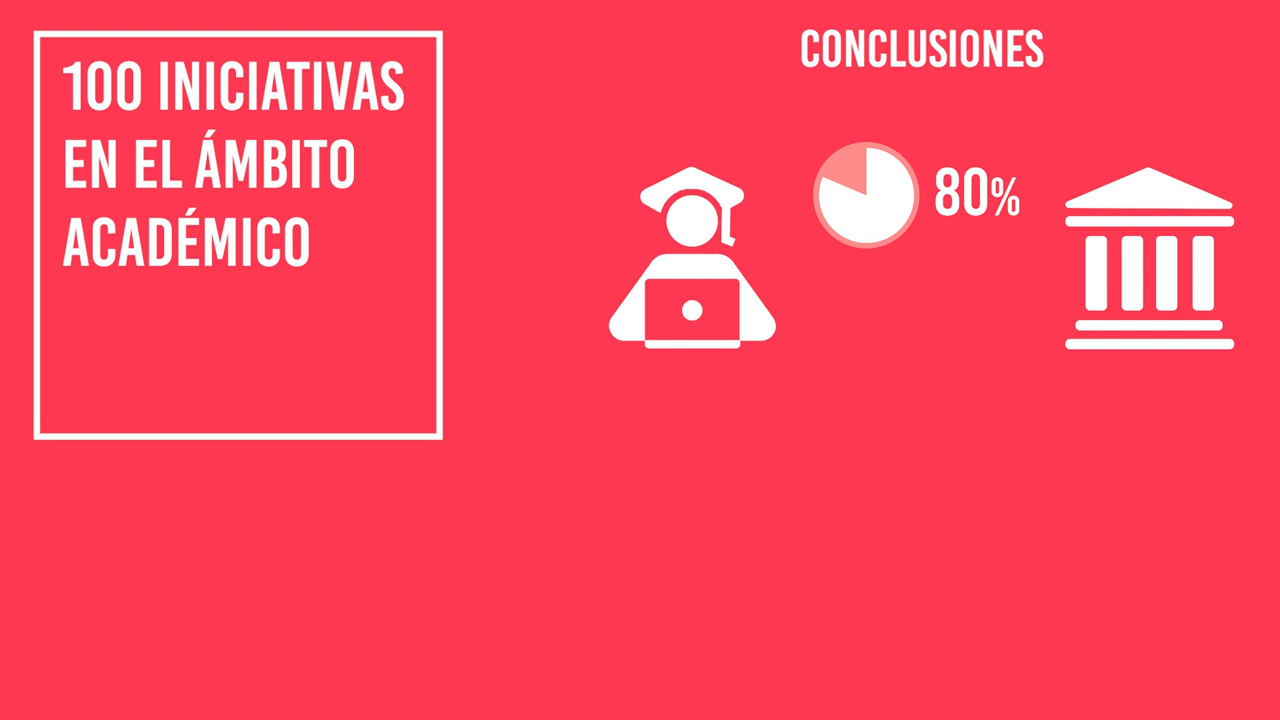 100 INICIATIVAS
EN EL ÁMBITO
ACADÉMICO
CONCLUSIONES
80%